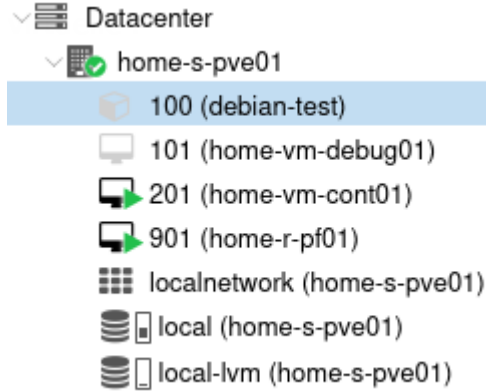 Datacenter
home-s-pve01
100 (debian-test)
101 (home-vm-debug01)
201 (home-vm-cont01)
901 (home-r-pf01)
localnetwork (home-s-pve01)
local (home-s-pve01)
local-lvm (home-s-pve01)